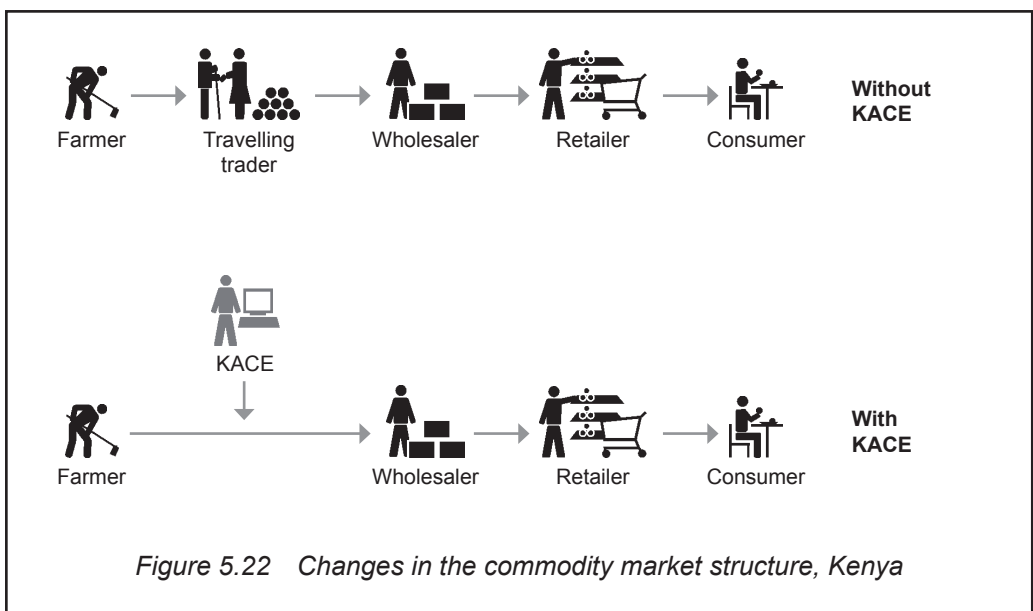 Without
KACE
Farmer
Travelling
trader
Wholesaler
Retailer
Consumer
KACE
With
KACE
Farmer
Wholesaler
Retailer
Consumer
Figure 5.22 Changes in the commodity market structure, Kenya